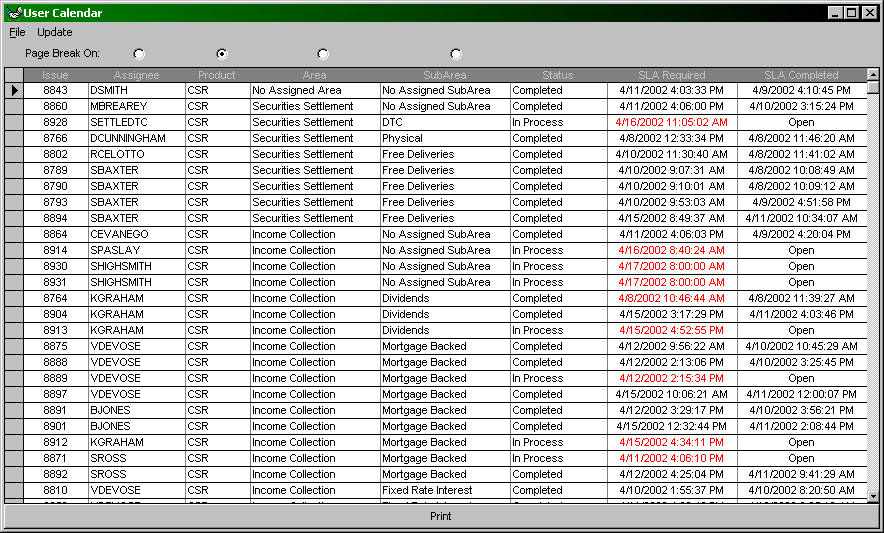 User Calendar
File Update
Page Break On:
Issue Assignee Product Area SubArea Status SLA Required SLA Completed
8843 DSMITH CSR No Assigned Area No Assigned SubArea Completed 4/11/2002 4:03:33 PM 4/9/2002 4:10:45 PM
8860 MBREAREY CSR Securities Settlement No Assigned SubArea Completed 4/11/2002 4:06:00 PM 4/10/2002 3:15:24 PM
8928 SETTLEDTC CSR Securities Settlement DTC In Process 4/16/2002 11:05:02 AM Open
8766 DCUNNINGHAM CSR Securities Settlement Physical Completed 4/8/2002 12:33:34 PM 4/8/2002 11:46:20 AM
8802 RCELOTTO CSR Securities Settlement Free Deliveries Completed 4/10/2002 11:30:40 AM 4/8/2002 11:41:02 AM
8789 SBAXTER CSR Securities Settlement Free Deliveries Completed 4/10/2002 9:07:31 AM 4/8/2002 10:08:49 AM
8790 SBAXTER CSR Securities Settlement Free Deliveries Completed 4/10/2002 9:10:01 AM 4/8/2002 10:09:12 AM
8793 SBAXTER CSR Securities Settlement Free Deliveries Completed 4/10/2002 9:53:03 AM 4/9/2002 4:51:58 PM
8894 SBAXTER CSR Securities Settlement Free Deliveries Completed 4/15/2002 8:49:37 AM 4/11/2002 10:34:07 AM
8864 CEVANEGO CSR Income Collection No Assigned SubArea Completed 4/11/2002 4:06:03 PM 4/9/2002 4:20:04 PM
8914 SPASLAY CSR Income Collection No Assigned SubArea In Process 4/16/2002 8:40:24 AM Open
8930 SHIGHSMITH CSR Income Collection No Assigned SubArea In Process 4/17/2002 8:00:00 AM Open
8931 SHIGHSMITH CSR Income Collection No Assigned SubArea In Process 4/17/2002 8:00:00 AM Open
8764 KGRAHAM CSR Income Collection Dividends Completed 4/8/2002 10:46:44 AM 4/8/2002 11:39:27 AM
8904 KGRAHAM CSR Income Collection Dividends Completed 4/15/2002 3:17:29 PM 4/11/2002 4:03:46 PM
8913 KGRAHAM CSR Income Collection Dividends In Process 4/15/2002 4:52:55 PM Open
8875 VDEVOSE CSR Income Collection Mortgage Backed Completed 4/12/2002 9:56:22 AM 4/10/2002 10:45:29 AM
8888 VDEVOSE CSR Income Collection Mortgage Backed Completed 4/12/2002 2:13:06 PM 4/10/2002 3:25:45 PM
8889 VDEVOSE CSR Income Collection Mortgage Backed In Process 4/12/2002 2:15:34 PM Open
8897 VDEVOSE CSR Income Collection Mortgage Backed Completed 4/15/2002 10:06:21 AM 4/11/2002 12:00:07 PM
8891 BJONES CSR Income Collection Mortgage Backed Completed 4/12/2002 3:29:17 PM 4/10/2002 3:56:21 PM
8901 BJONES CSR Income Collection Mortgage Backed Completed 4/15/2002 12:32:44 PM 4/11/2002 2:08:44 PM
8912 KGRAHAM CSR Income Collection Mortgage Backed In Process 4/15/2002 4:34:11 PM Open
8871 SROSS CSR Income Collection Mortgage Backed In Process 4/11/2002 4:06:10 PM Open
8892 SROSS CSR Income Collection Mortgage Backed Completed 4/12/2002 4:25:04 PM 4/11/2002 9:41:29 AM
8810 VDEVOSE CSR Income Collection Fixed Rate Interest Completed 4/10/2002 1:55:37 PM 4/10/2002 8:20:50 AM
Print